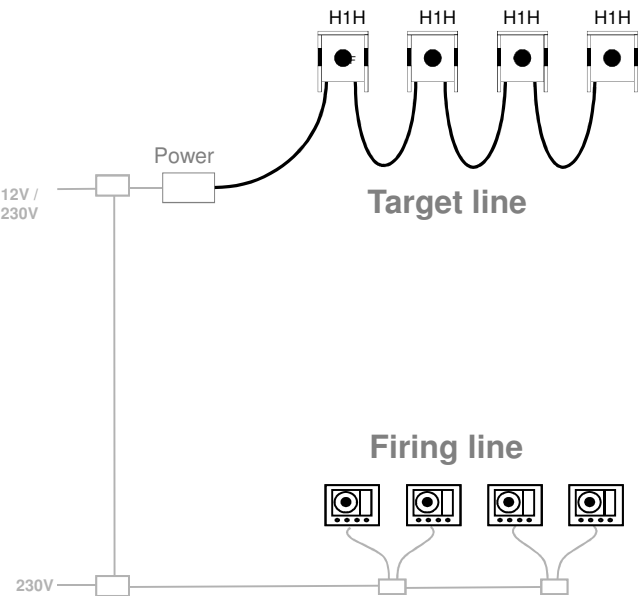 H1H H1H H1H H1H
Power
12V /
230V
Target line
Firing line
230V